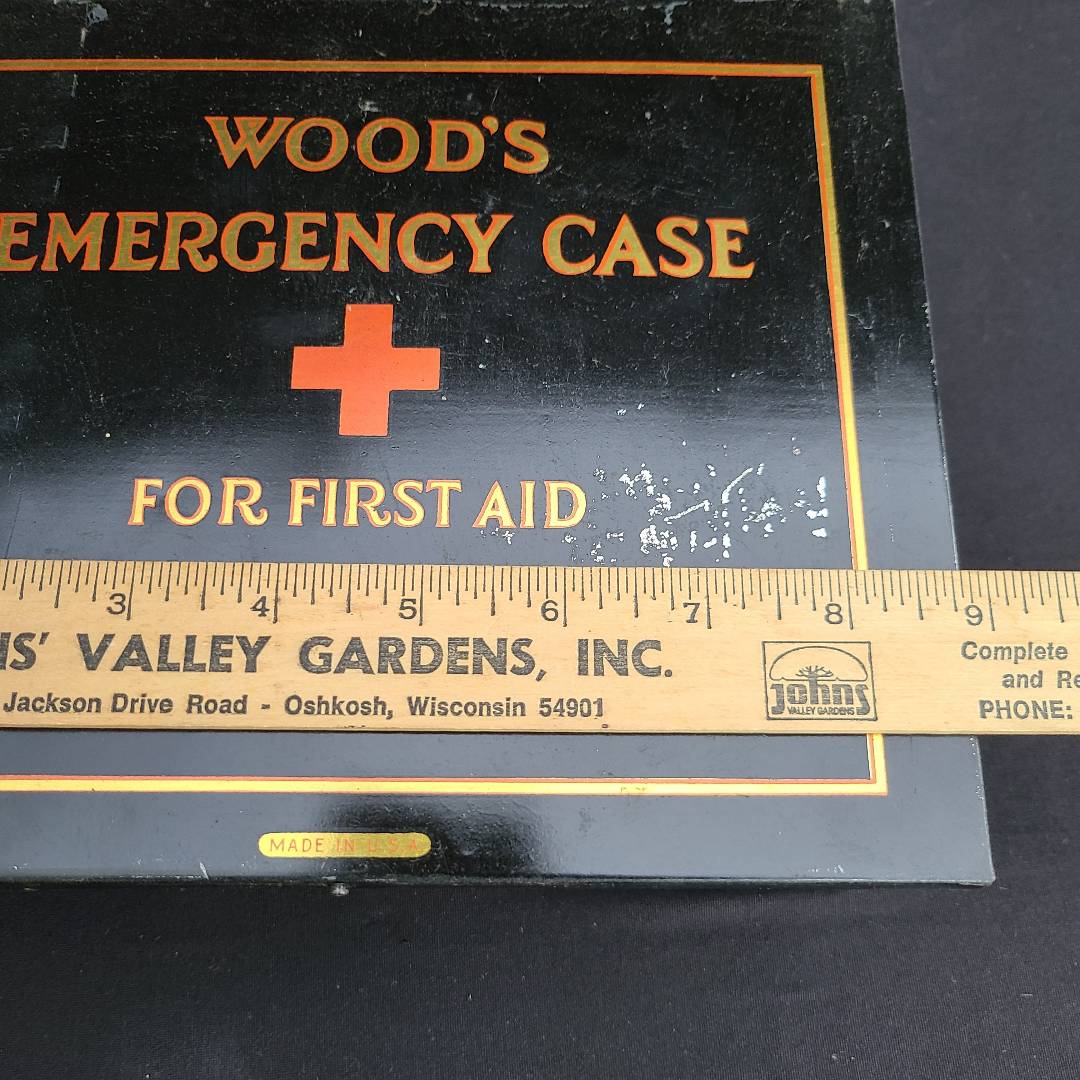 WOOD'S
EMERGENCY CASE
FOR FIRST AID
3 4 5 6 7 8 9
VALLEY GARDENS, INC.
Jackson Drive Road - Oshkosh, Wisconsin 54901
johns
VALLEY GARDENS
Complete
and
PHONE:
MADE IN U.S.A.